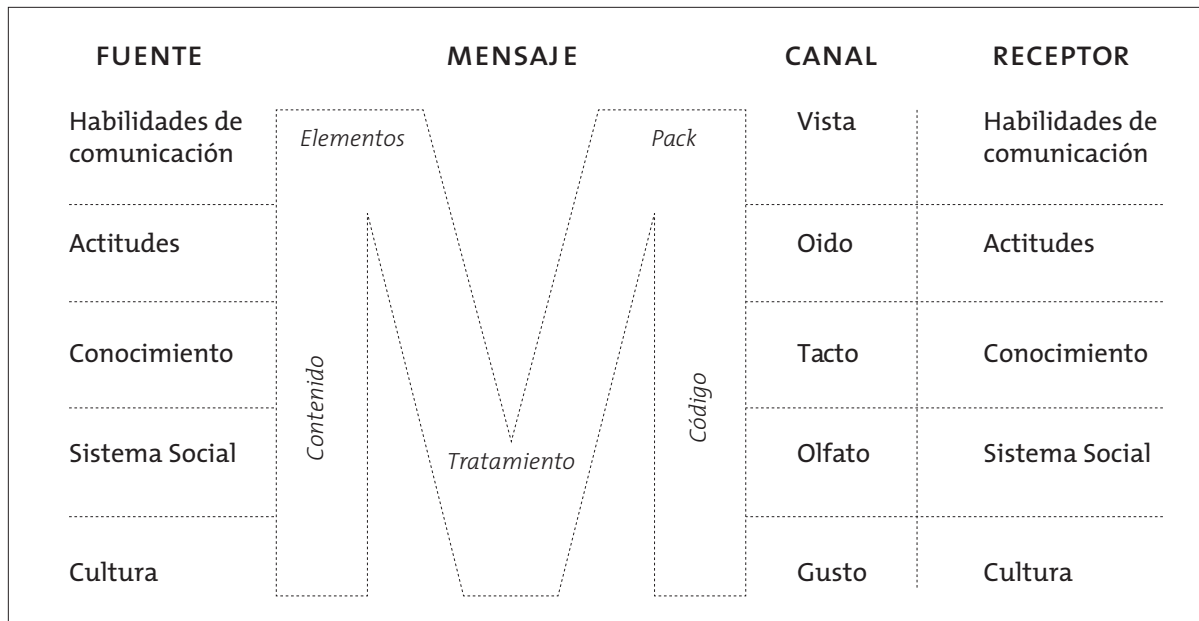 FUENTE MENSAJE CANAL RECEPTOR
Habilidades de
comunicación
Elementos
Pack
Vista
Habilidades de
comunicación
Actitudes
Oido
Actitudes
Conocimiento
Contenido
Código
Tacto
Conocimiento
Sistema Social
Tratamiento
Olfato
Sistema Social
Cultura
Gusto
Cultura